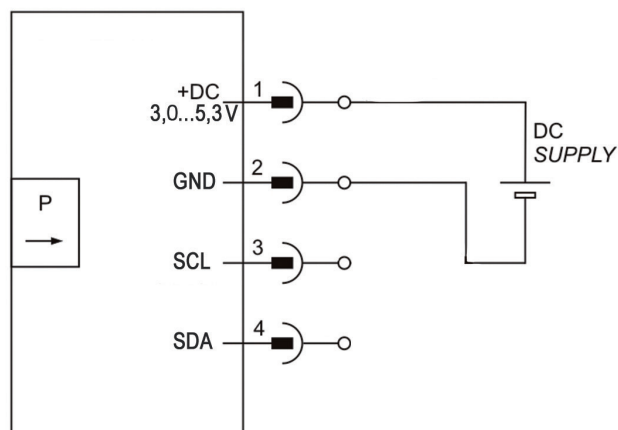 +DC 1
3,0...5,3V
DC
SUPPLY
GND 2
P
SCL 3
SDA 4